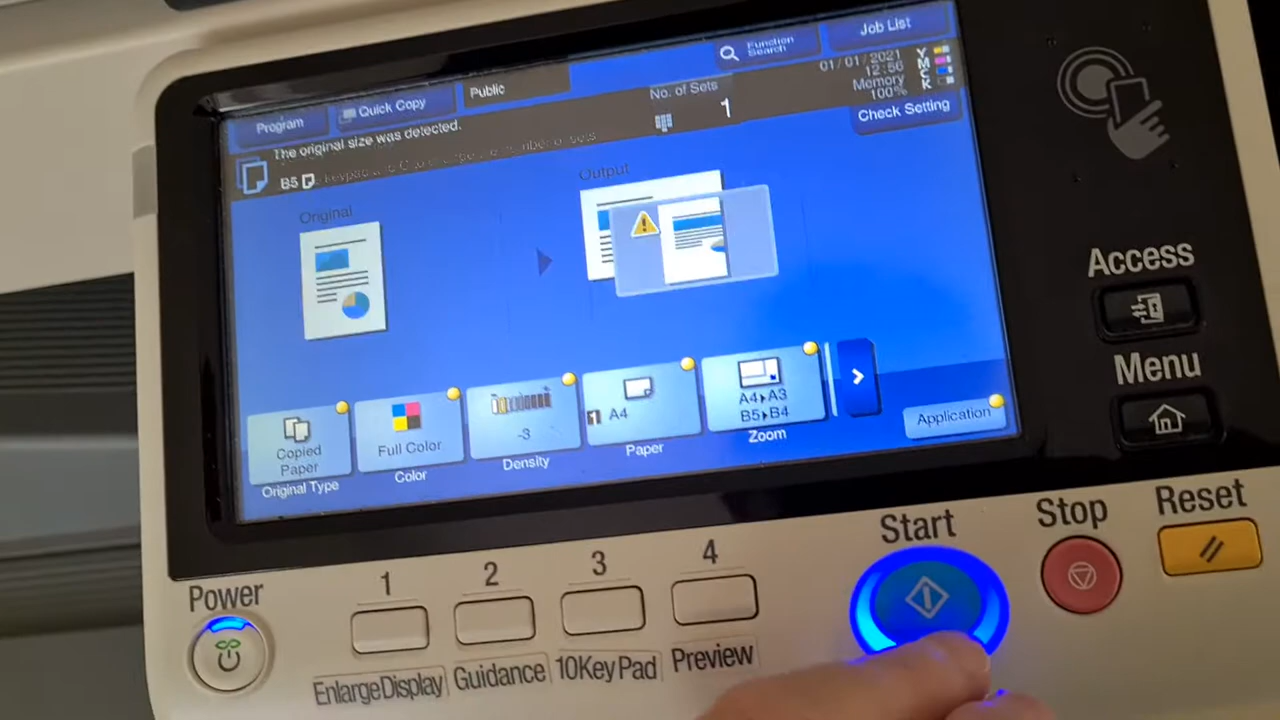 Job List
Function
Search
01/01/2021
12:56
Memory
100%
Y
M
C
K
Program
Quick Copy
Public
No. of Sets
1
Check Setting
The original size was detected.
B5
Original
Output
Copied
Paper
Original Type
Full Color
Color
-3
Density
1 A4
Paper
A4▸A3
B5▸B4
Zoom
Application
Access
Menu
Power
1
2
3
4
Start
Stop
Reset
EnlargeDisplay
Guidance
10KeyPad
Preview